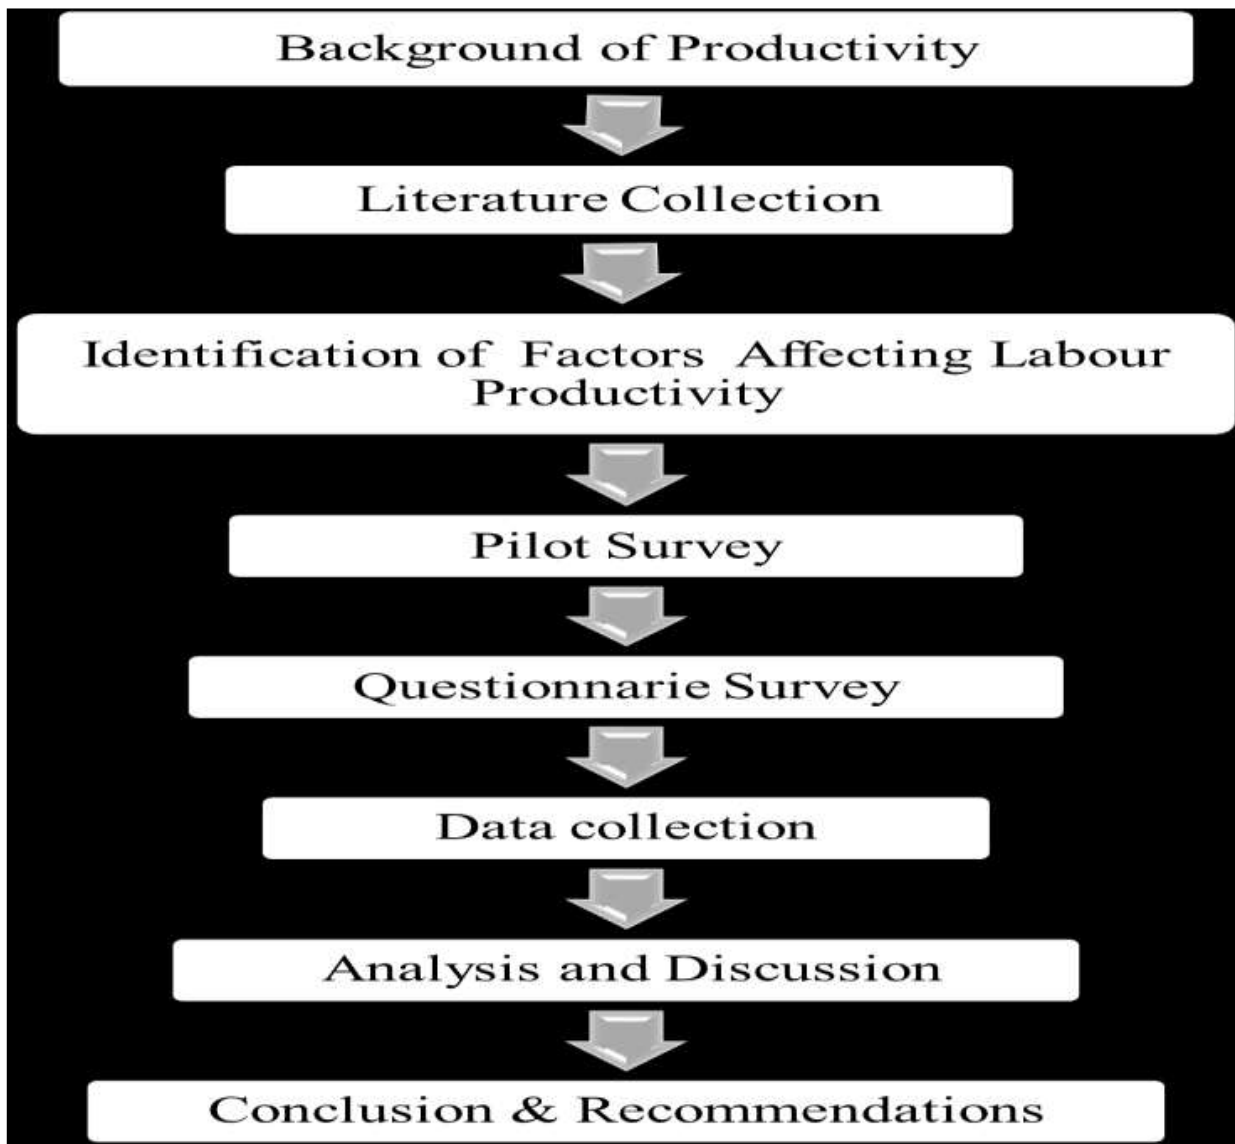 Background of Productivity
Literature Collection
Identification of Factors Affecting Labour
Productivity
Pilot Survey
Questionnarie Survey
Data collection
Analysis and Discussion
Conclusion & Recommendations